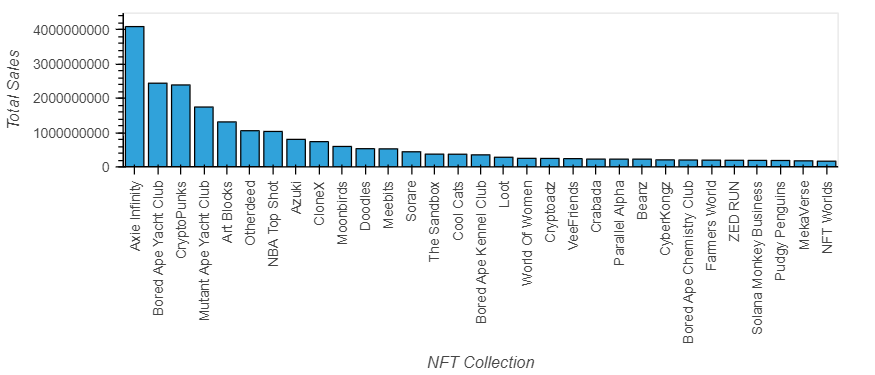 Total Sales
4000000000
3000000000
2000000000
1000000000
0
Axie Infinity
Bored Ape Yacht Club
CryptoPunks
Mutant Ape Yacht Club
Art Blocks
Otherdeed
NBA Top Shot
Azuki
CloneX
Moonbirds
Doodles
Meebits
Sorare
The Sandbox
Cool Cats
Bored Ape Kennel Club
Loot
World Of Women
Cryptoadz
VeeFriends
Crabada
Parallel Alpha
Beanz
CyberKongz
Bored Ape Chemistry Club
Farmers World
ZED RUN
Solana Monkey Business
Pudgy Penguins
MekaVerse
NFT Worlds
NFT Collection